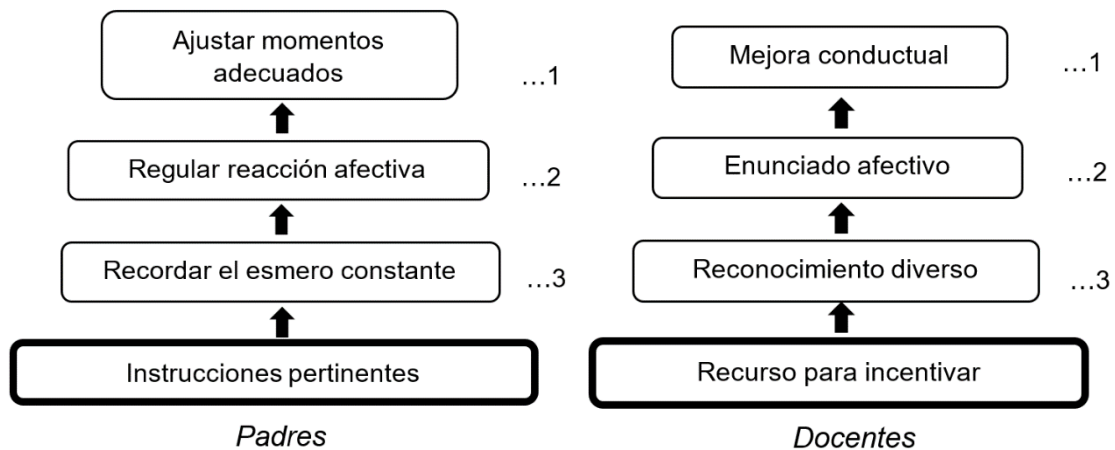 Ajustar momentos
adecuados
…1
Regular reacción afectiva
…2
Recordar el esmero constante
…3
Instrucciones pertinentes
Padres
Mejora conductual
…1
Enunciado afectivo
…2
Reconocimiento diverso
…3
Recurso para incentivar
Docentes